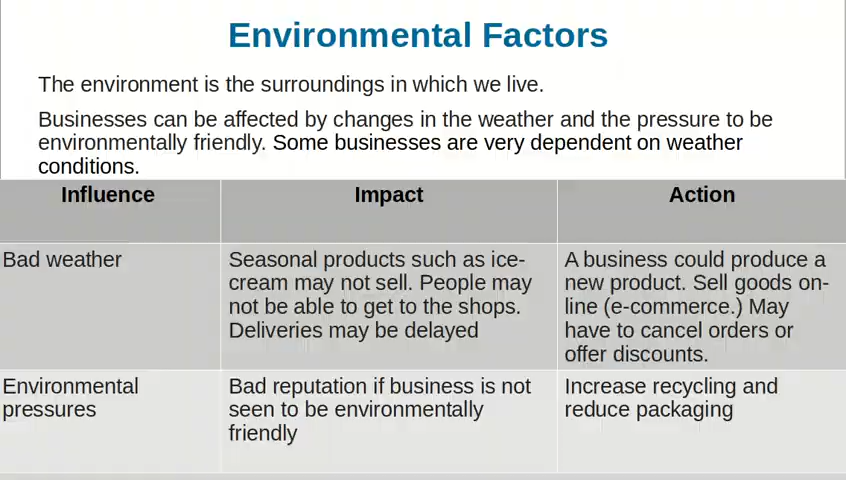 Environmental Factors
The environment is the surroundings in which we live.
Businesses can be affected by changes in the weather and the pressure to be
environmentally friendly. Some businesses are very dependent on weather
conditions.
Influence
Impact
Action
Bad weather
Seasonal products such as ice-
cream may not sell. People may
not be able to get to the shops.
Deliveries may be delayed
A business could produce a
new product. Sell goods on-
line (e-commerce.) May
have to cancel orders or
offer discounts.
Environmental
pressures
Bad reputation if business is not
seen to be environmentally
friendly
Increase recycling and
reduce packaging